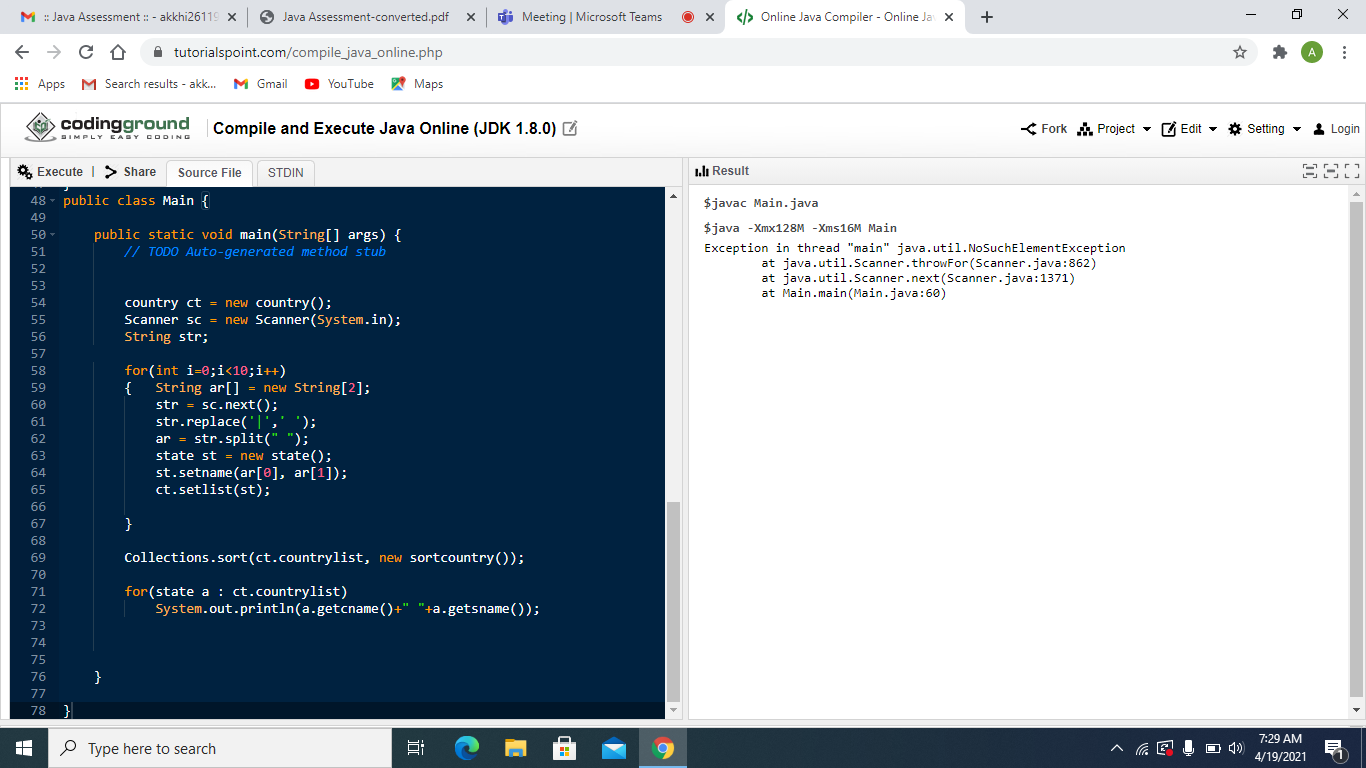 :: Java Assessment :: - akkhi26119
Java Assessment-converted.pdf
Meeting | Microsoft Teams
Online Java Compiler - Online Jav
tutorialspoint.com/compile_java_online.php
A
Apps
Search results - akk...
Gmail
YouTube
Maps
codingground
SIMPLY EASY CODING
Compile and Execute Java Online (JDK 1.8.0)
Fork
Project
Edit
Setting
Login
Execute | Share
Source File
STDIN
Result
48 public class Main {
49
50 public static void main(String[] args) {
51 // TODO Auto-generated method stub
52
53
54 country ct = new country();
55 Scanner sc = new Scanner(System.in);
56 String str;
57
58 for(int i=0;i<10;i++)
59 { String ar[] = new String[2];
60 str = sc.next();
61 str.replace('|',' ');
62 ar = str.split(" ");
63 state st = new state();
64 st.setname(ar[0], ar[1]);
65 ct.setlist(st);
66
67 }
68
69 Collections.sort(ct.countrylist, new sortcountry());
70
71 for(state a : ct.countrylist)
72 System.out.println(a.getcname()+" "+a.getsname());
73
74
75
76 }
77
78 }
$javac Main.java
$java -Xmx128M -Xms16M Main
Exception in thread "main" java.util.NoSuchElementException
at java.util.Scanner.throwFor(Scanner.java:862)
at java.util.Scanner.next(Scanner.java:1371)
at Main.main(Main.java:60)
Type here to search
7:29 AM
4/19/2021
1